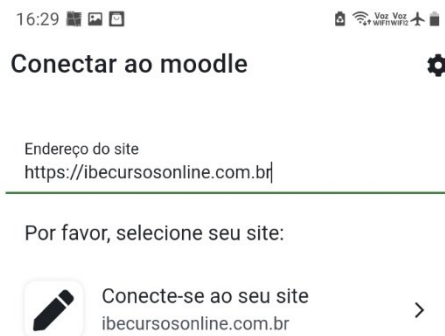 16:29
Voz Voz
WIFI1 WIFI2
Conectar ao moodle
Endereço do site
https://ibecursosonline.com.br
Por favor, selecione seu site:
Conecte-se ao seu site
ibecursosonline.com.br